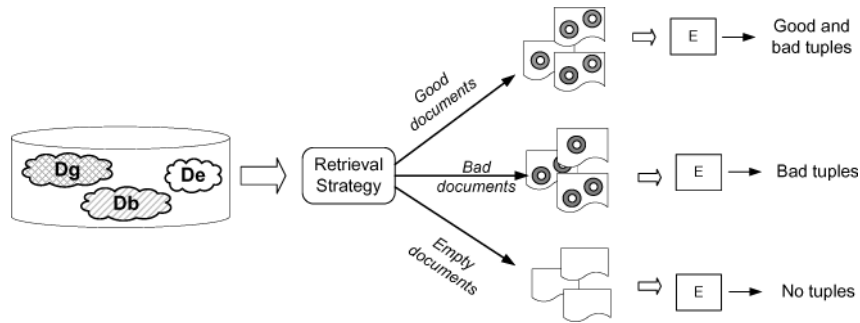 Good
documents
E
Good and
bad tuples
Dg
De
Db
Retrieval
Strategy
Bad
documents
E
Bad tuples
Empty
documents
E
No tuples